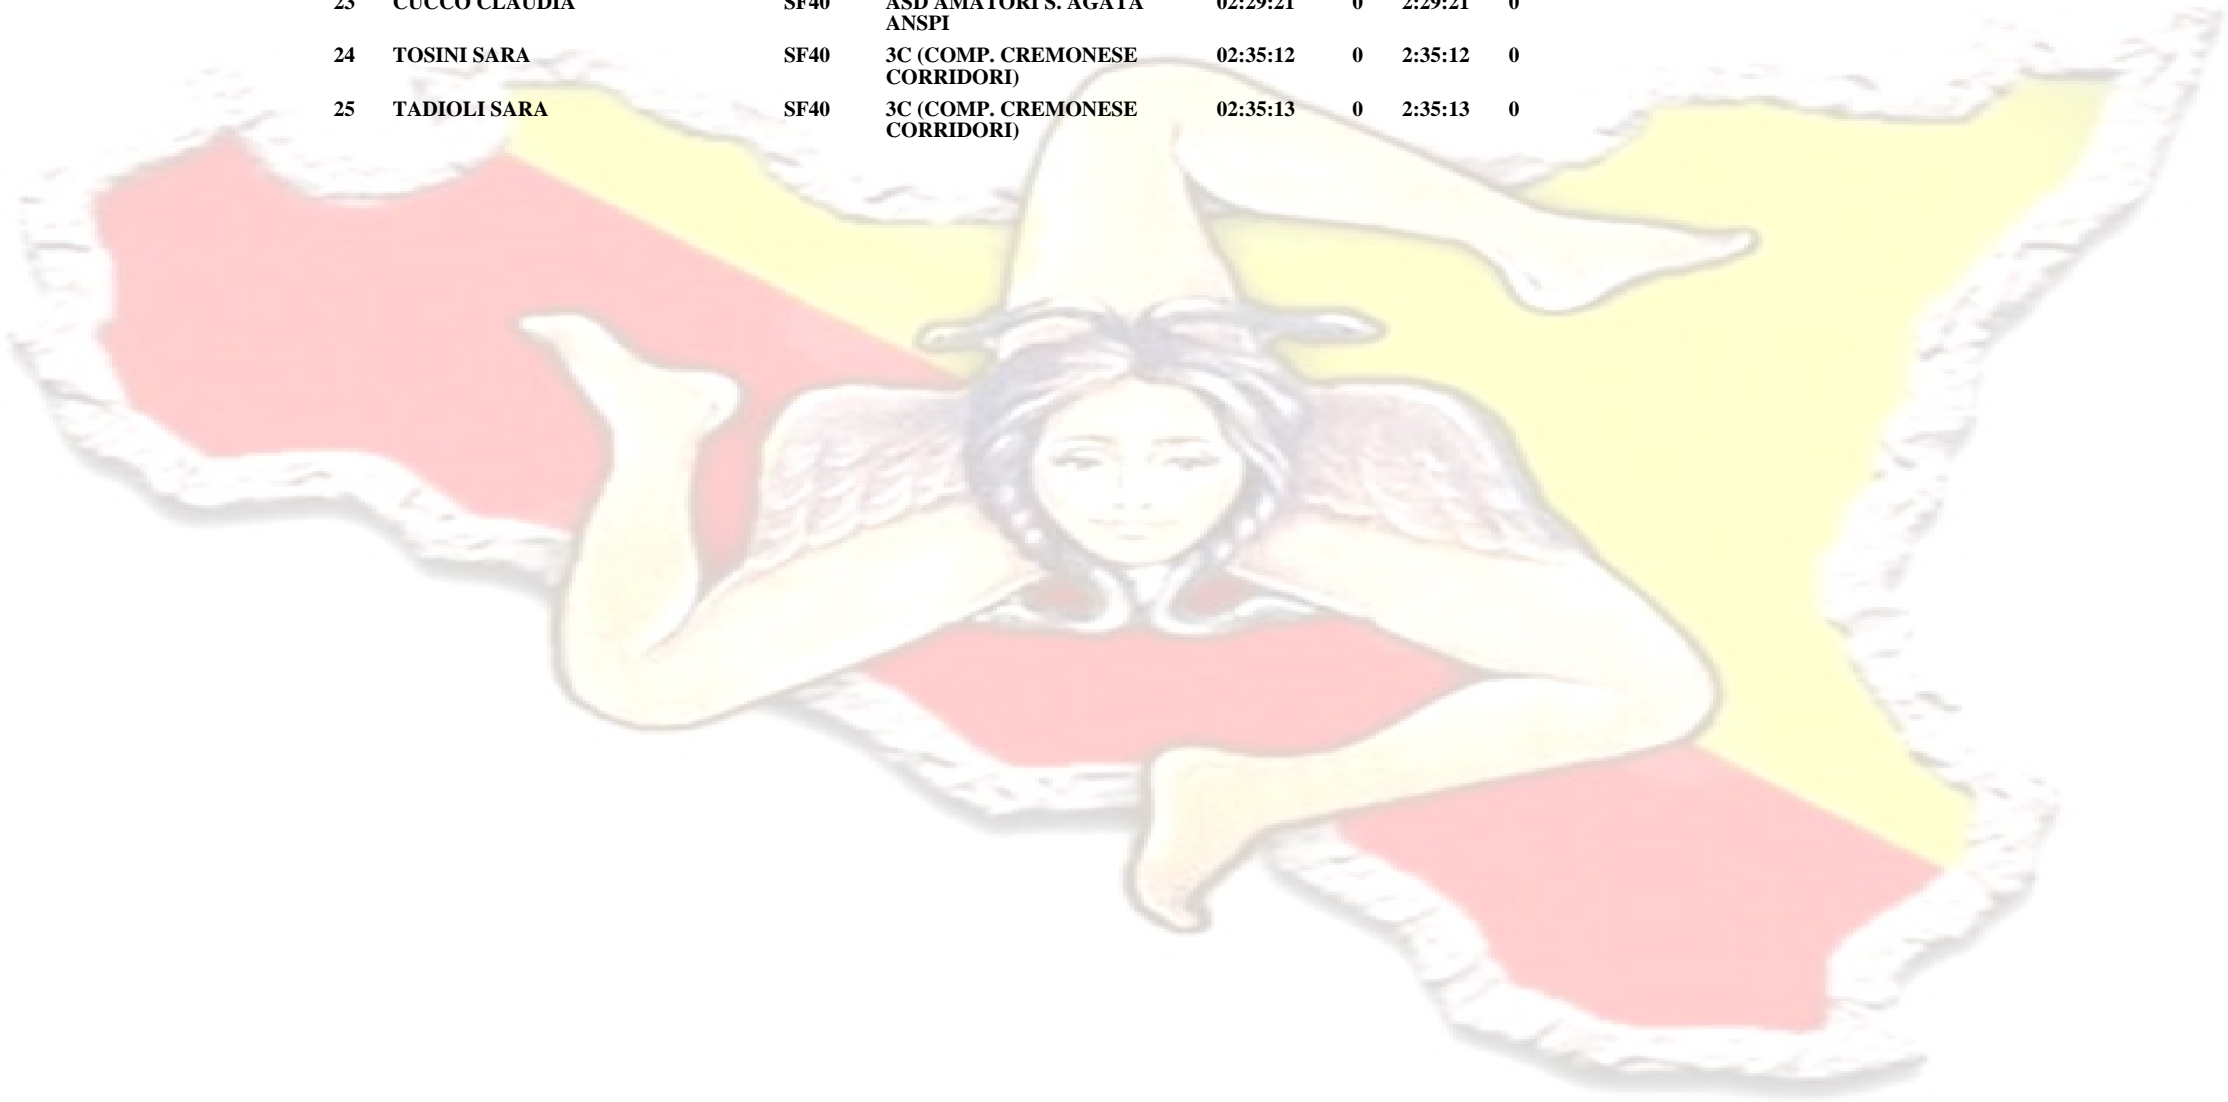 23 CUCCO CLAUDIA SF40 ASD AMATORI S. AGATA 02:29:21 0 2:29:21 0
ANSPI
24 TOSINI SARA SF40 3C (COMP. CREMONESE 02:35:12 0 2:35:12 0
CORRIDORI)
25 TADIOLI SARA SF40 3C (COMP. CREMONESE 02:35:13 0 2:35:13 0
CORRIDORI)